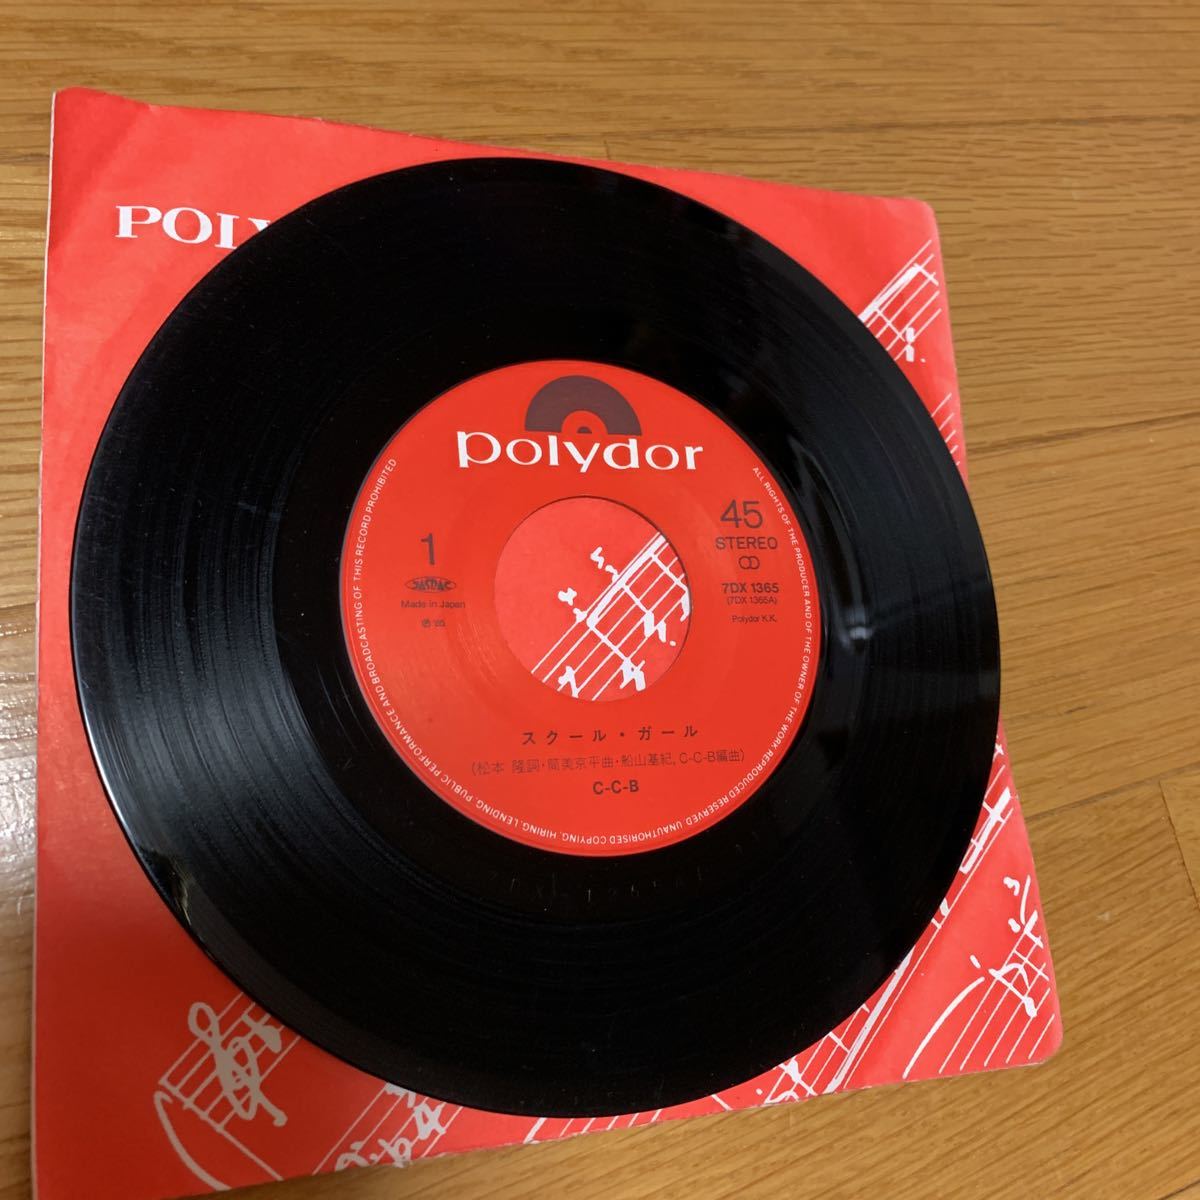 POLY
polydor
1
JASRAC
Made in Japan
℗'85
45
STEREO
7DX 1365
(7DX 1365A)
Polydor K.K.
スクール・ガール
(松本 隆詞・筒美京平曲・船山基紀, C-C-B編曲)
C-C-B
ALL RIGHTS OF THE PRODUCER AND OF THE OWNER OF THE WORK REPRODUCED RESERVED. UNAUTHORISED COPYING, HIRING, LENDING, PUBLIC PERFORMANCE AND BROADCASTING OF THIS RECORD PROHIBITED